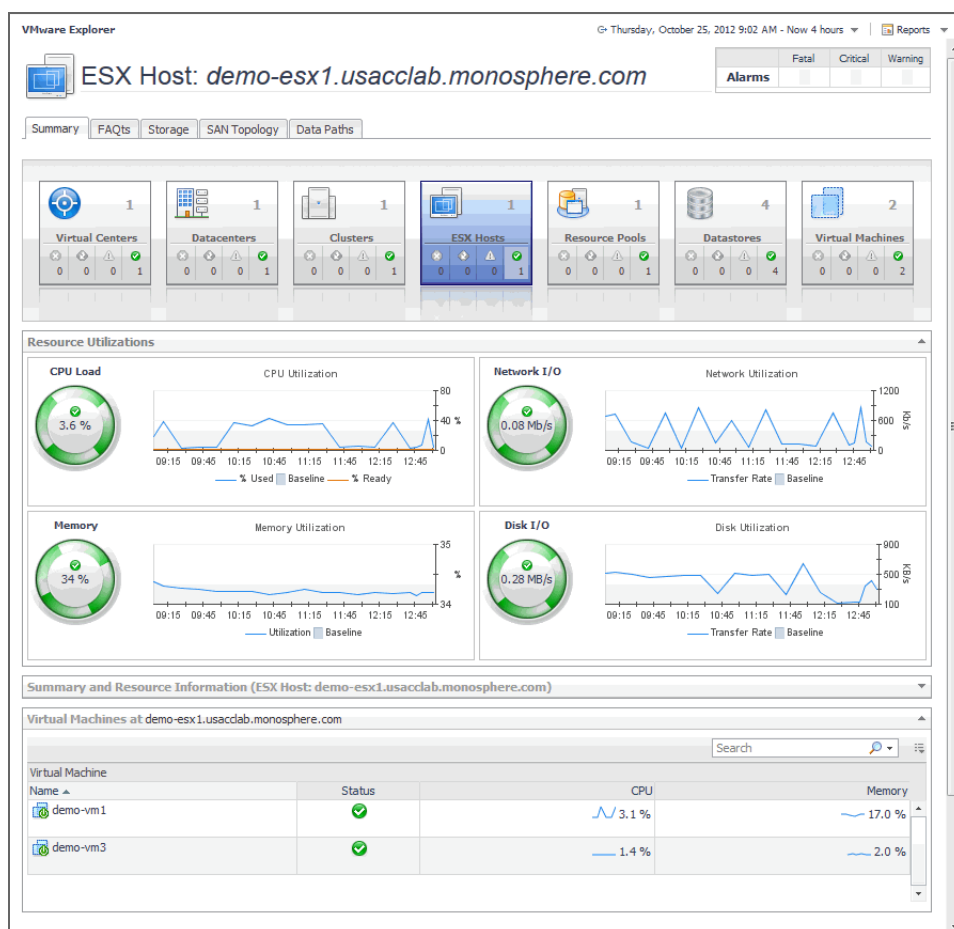 VMware Explorer
Thursday, October 25, 2012 9:02 AM - Now 4 hours
Reports
ESX Host: demo-esx1.usacclab.monosphere.com
Fatal Critical Warning
Alarms
Summary FAQts Storage SAN Topology Data Paths
1 1 1 1 1 4 2
Virtual Centers Datacenters Clusters ESX Hosts Resource Pools Datastores Virtual Machines
0 0 0 1 0 0 0 1 0 0 0 1 0 0 0 1 0 0 0 1 0 0 0 4 0 0 0 2
Resource Utilizations
CPU Load
3.6 %
CPU Utilization
80
40 %
0
09:15 09:45 10:15 10:45 11:15 11:45 12:15 12:45
% Used Baseline % Ready
Network I/O
0.08 Mb/s
Network Utilization
1200
600 Kb/s
0
09:15 09:45 10:15 10:45 11:15 11:45 12:15 12:45
Transfer Rate Baseline
Memory
34 %
Memory Utilization
35
%
34
09:15 09:45 10:15 10:45 11:15 11:45 12:15 12:45
Utilization Baseline
Disk I/O
0.28 MB/s
Disk Utilization
900
500 KB/s
100
09:15 09:45 10:15 10:45 11:15 11:45 12:15 12:45
Transfer Rate Baseline
Summary and Resource Information (ESX Host: demo-esx1.usacclab.monosphere.com)
Virtual Machines at demo-esx1.usacclab.monosphere.com
Search
Virtual Machine
Name Status CPU Memory
demo-vm1 3.1 % 17.0 %
demo-vm3 1.4 % 2.0 %